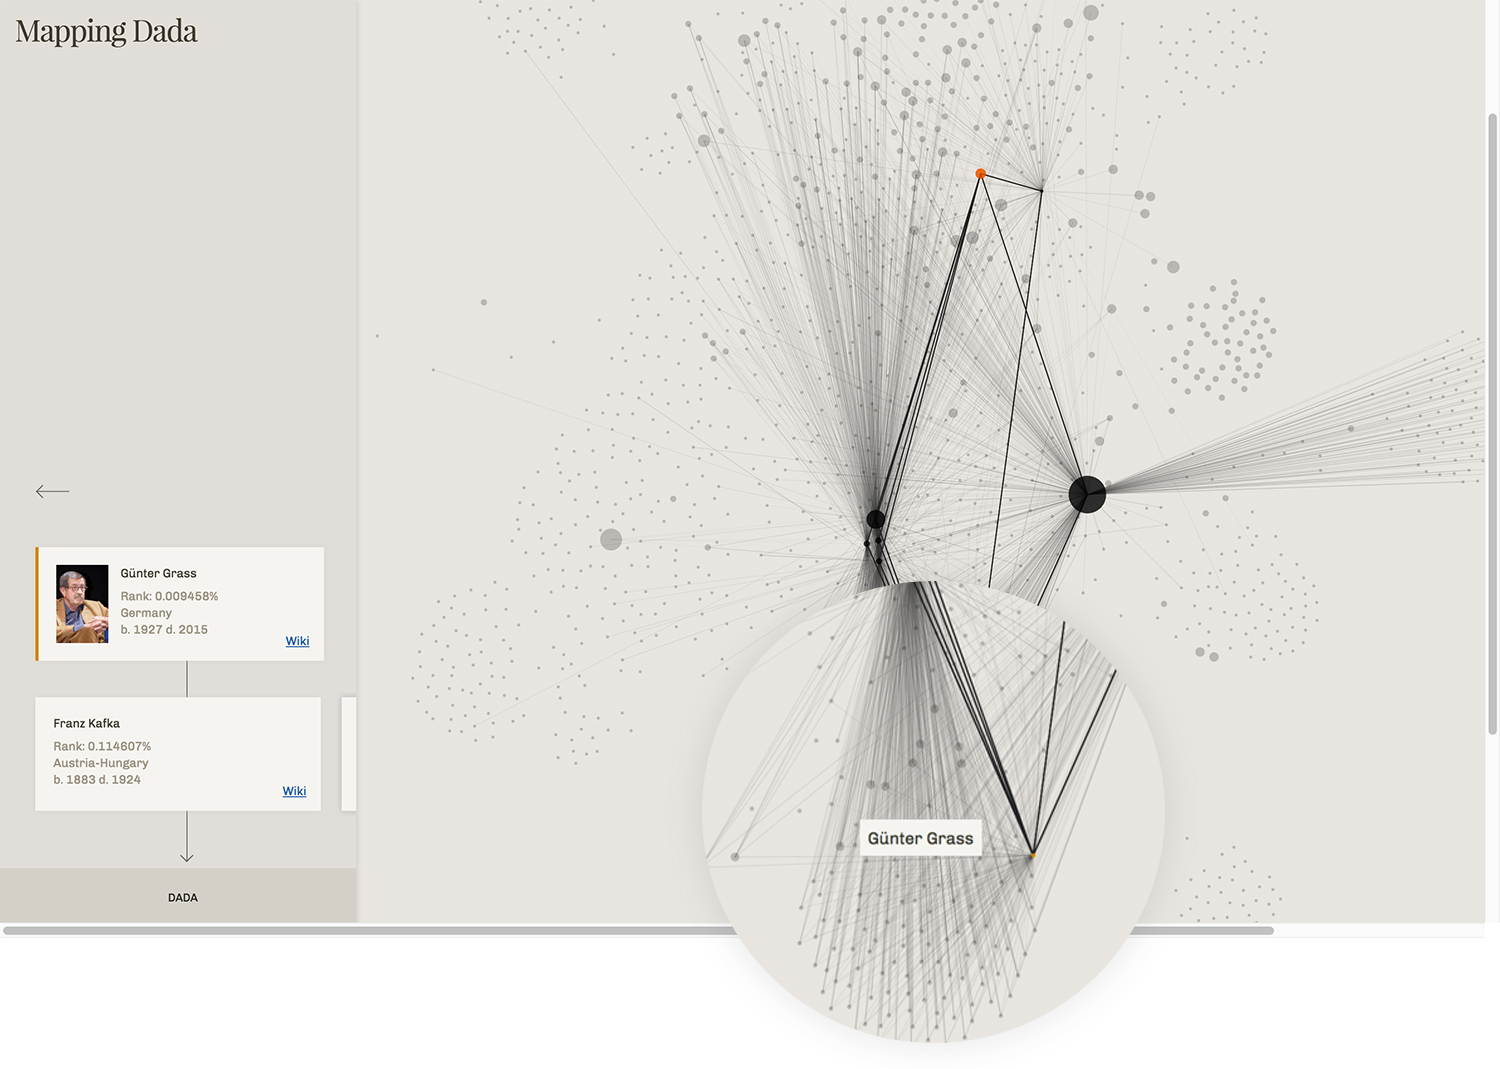 Mapping Dada
Günter Grass
Rank: 0.009458%
Germany
b. 1927 d. 2015
Wiki
Franz Kafka
Rank: 0.114607%
Austria-Hungary
b. 1883 d. 1924
Wiki
DADA
Günter Grass